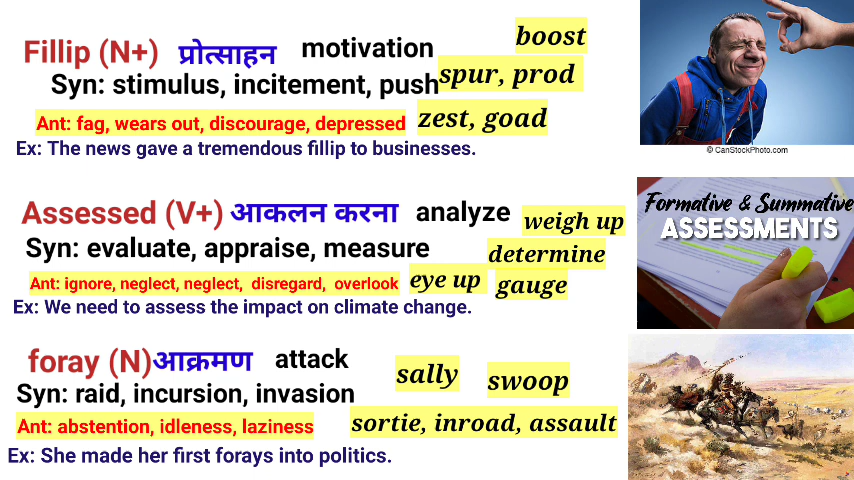 Fillip (N+) प्रोत्साहन motivation boost
Syn: stimulus, incitement, push spur, prod
Ant: fag, wears out, discourage, depressed zest, goad
Ex: The news gave a tremendous fillip to businesses.
© CanStockPhoto.com
Assessed (V+) आकलन करना analyze weigh up
Syn: evaluate, appraise, measure determine
Ant: ignore, neglect, neglect, disregard, overlook eye up gauge
Ex: We need to assess the impact on climate change.
Formative & Summative
ASSESSMENTS
foray (N) आक्रमण attack
sally swoop
Syn: raid, incursion, invasion
Ant: abstention, idleness, laziness sortie, inroad, assault
Ex: She made her first forays into politics.